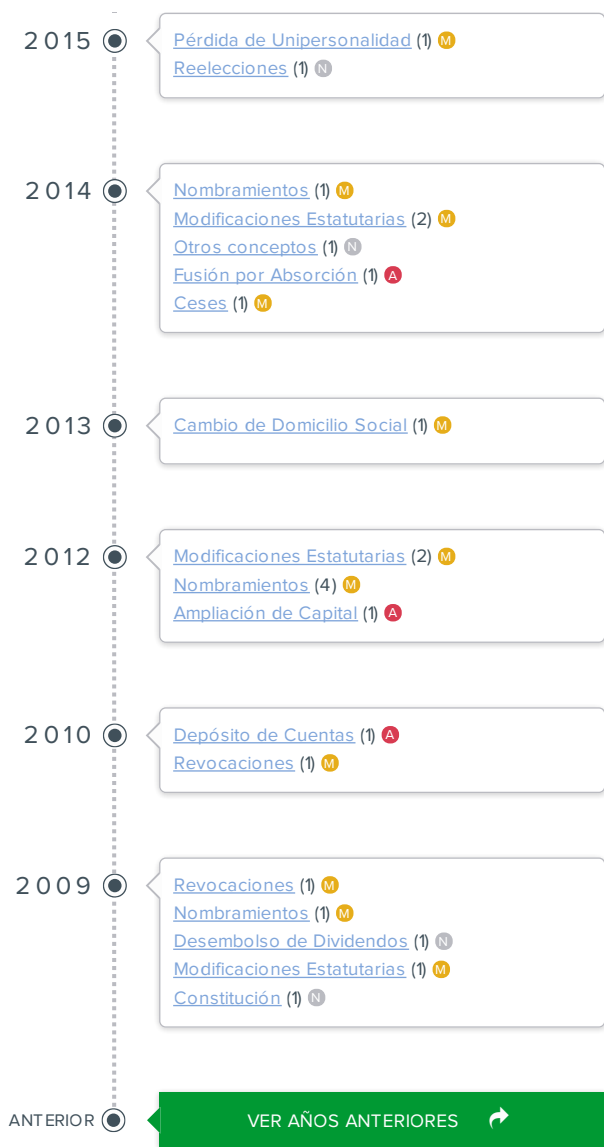 2015
Pérdida de Unipersonalidad (1) M
Reelecciones (1) N
2014
Nombramientos (1) M
Modificaciones Estatutarias (2) M
Otros conceptos (1) N
Fusión por Absorción (1) A
Ceses (1) M
2013
Cambio de Domicilio Social (1) M
2012
Modificaciones Estatutarias (2) M
Nombramientos (4) M
Ampliación de Capital (1) A
2010
Depósito de Cuentas (1) A
Revocaciones (1) M
2009
Revocaciones (1) M
Nombramientos (1) M
Desembolso de Dividendos (1) N
Modificaciones Estatutarias (1) M
Constitución (1) N
ANTERIOR
VER AÑOS ANTERIORES